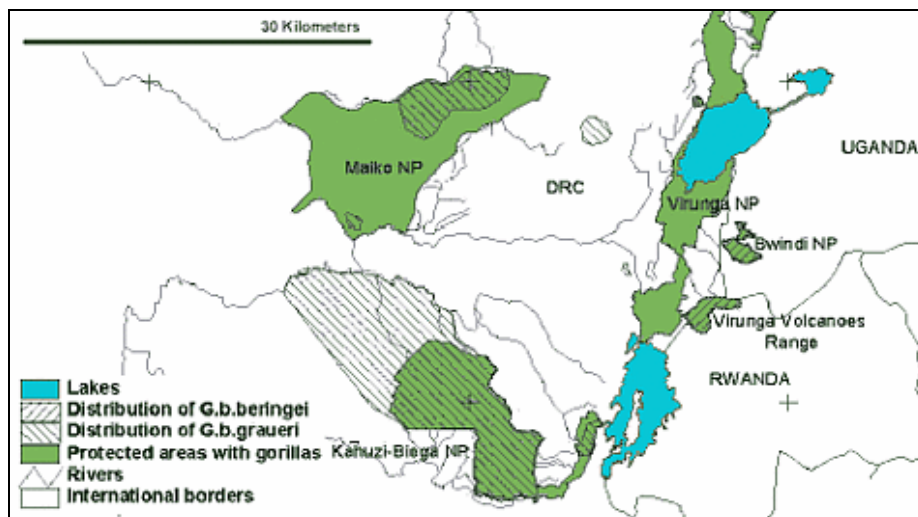 30 Kilometers
Maiko NP
DRC
UGANDA
Virunga NP
Bwindi NP
Virunga Volcanoes
Range
RWANDA
Kahuzi-Biega NP
Lakes
Distribution of G.b.beringei
Distribution of G.b.graueri
Protected areas with gorillas
Rivers
International borders